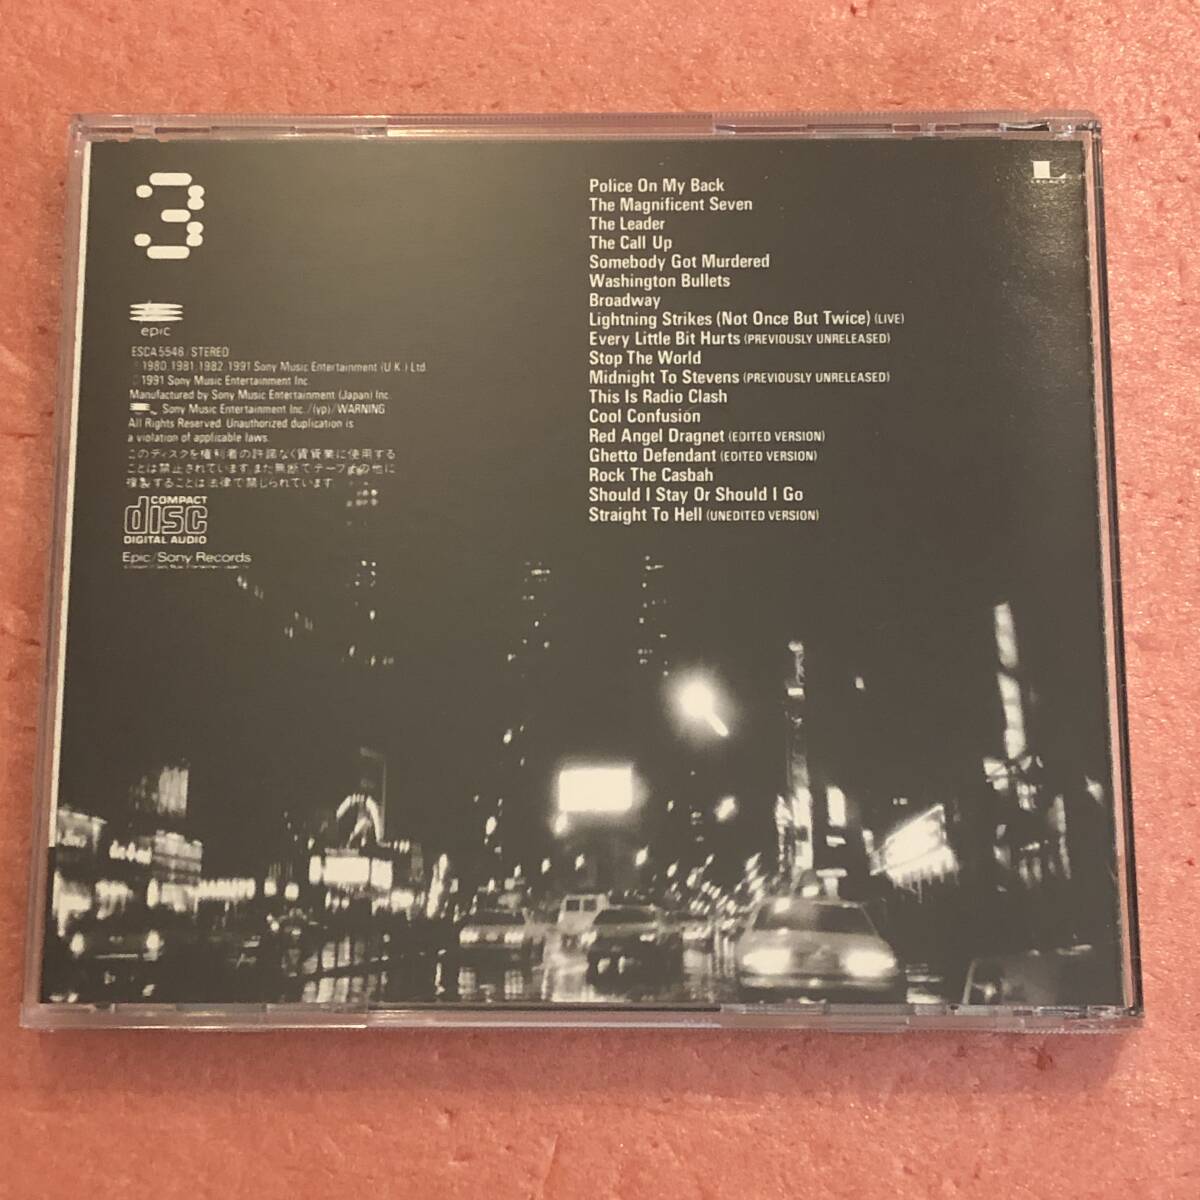 3
epic
ESCA 5546/STEREO
℗1980, 1981, 1982, 1991 Sony Music Entertainment (U.K.) Ltd.
©1991 Sony Music Entertainment Inc.
Manufactured by Sony Music Entertainment (Japan) Inc.
Sony Music Entertainment Inc./(yp)/WARNING:
All Rights Reserved. Unauthorized duplication is
a violation of applicable laws.
このディスクを権利者の許諾なく賃貸業に使用する
ことは禁止されています。また無断でテープその他に
複製することは法律で禁じられています。
COMPACT
disc
DIGITAL AUDIO
Epic/Sony Records
LEGACY
Police On My Back
The Magnificent Seven
The Leader
The Call Up
Somebody Got Murdered
Washington Bullets
Broadway
Lightning Strikes (Not Once But Twice) (LIVE)
Every Little Bit Hurts (PREVIOUSLY UNRELEASED)
Stop The World
Midnight To Stevens (PREVIOUSLY UNRELEASED)
This Is Radio Clash
Cool Confusion
Red Angel Dragnet (EDITED VERSION)
Ghetto Defendant (EDITED VERSION)
Rock The Casbah
Should I Stay Or Should I Go
Straight To Hell (UNEDITED VERSION)